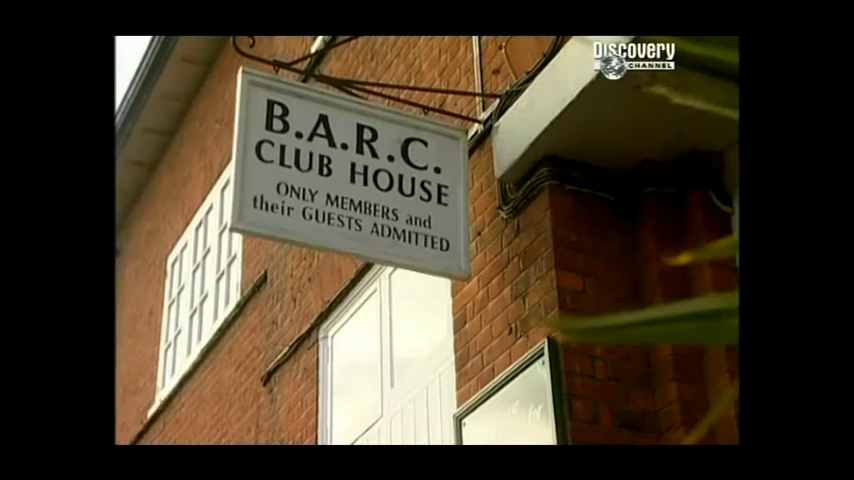 Discovery
CHANNEL
B.A.R.C.
CLUB HOUSE
ONLY MEMBERS and
their GUESTS ADMITTED